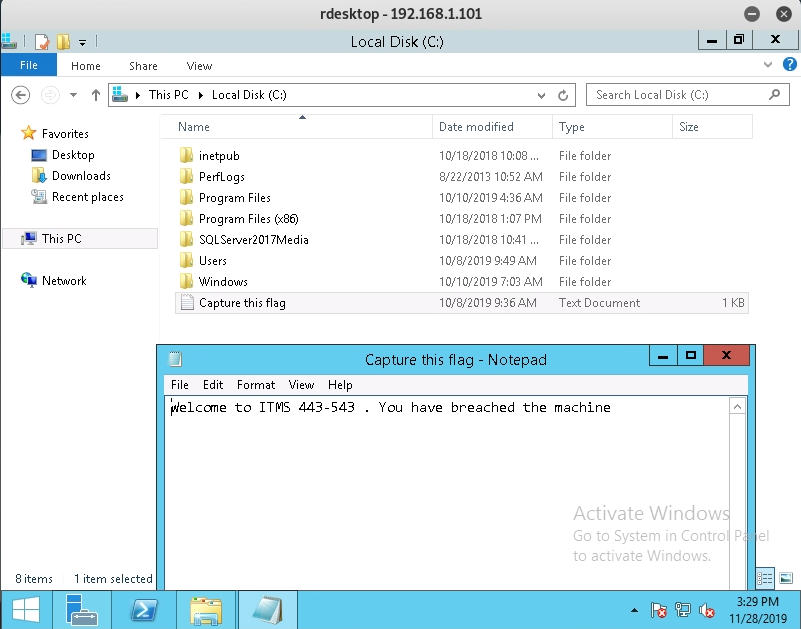 rdesktop - 192.168.1.101
Local Disk (C:)
File Home Share View
This PC Local Disk (C:) Search Local Disk (C:)
Name Date modified Type Size
Favorites
Desktop
Downloads
Recent places
This PC
Network
inetpub 10/18/2018 10:08 ... File folder
PerfLogs 8/22/2013 10:52 AM File folder
Program Files 10/10/2019 4:36 AM File folder
Program Files (x86) 10/18/2018 1:07 PM File folder
SQLServer2017Media 10/18/2018 10:41 ... File folder
Users 10/8/2019 9:49 AM File folder
Windows 10/10/2019 7:03 AM File folder
Capture this flag 10/8/2019 9:36 AM Text Document 1 KB
Capture this flag - Notepad
File Edit Format View Help
Welcome to ITMS 443-543 . You have breached the machine
Activate Windows
Go to System in Control Panel
to activate Windows.
8 items 1 item selected
3:29 PM
11/28/2019